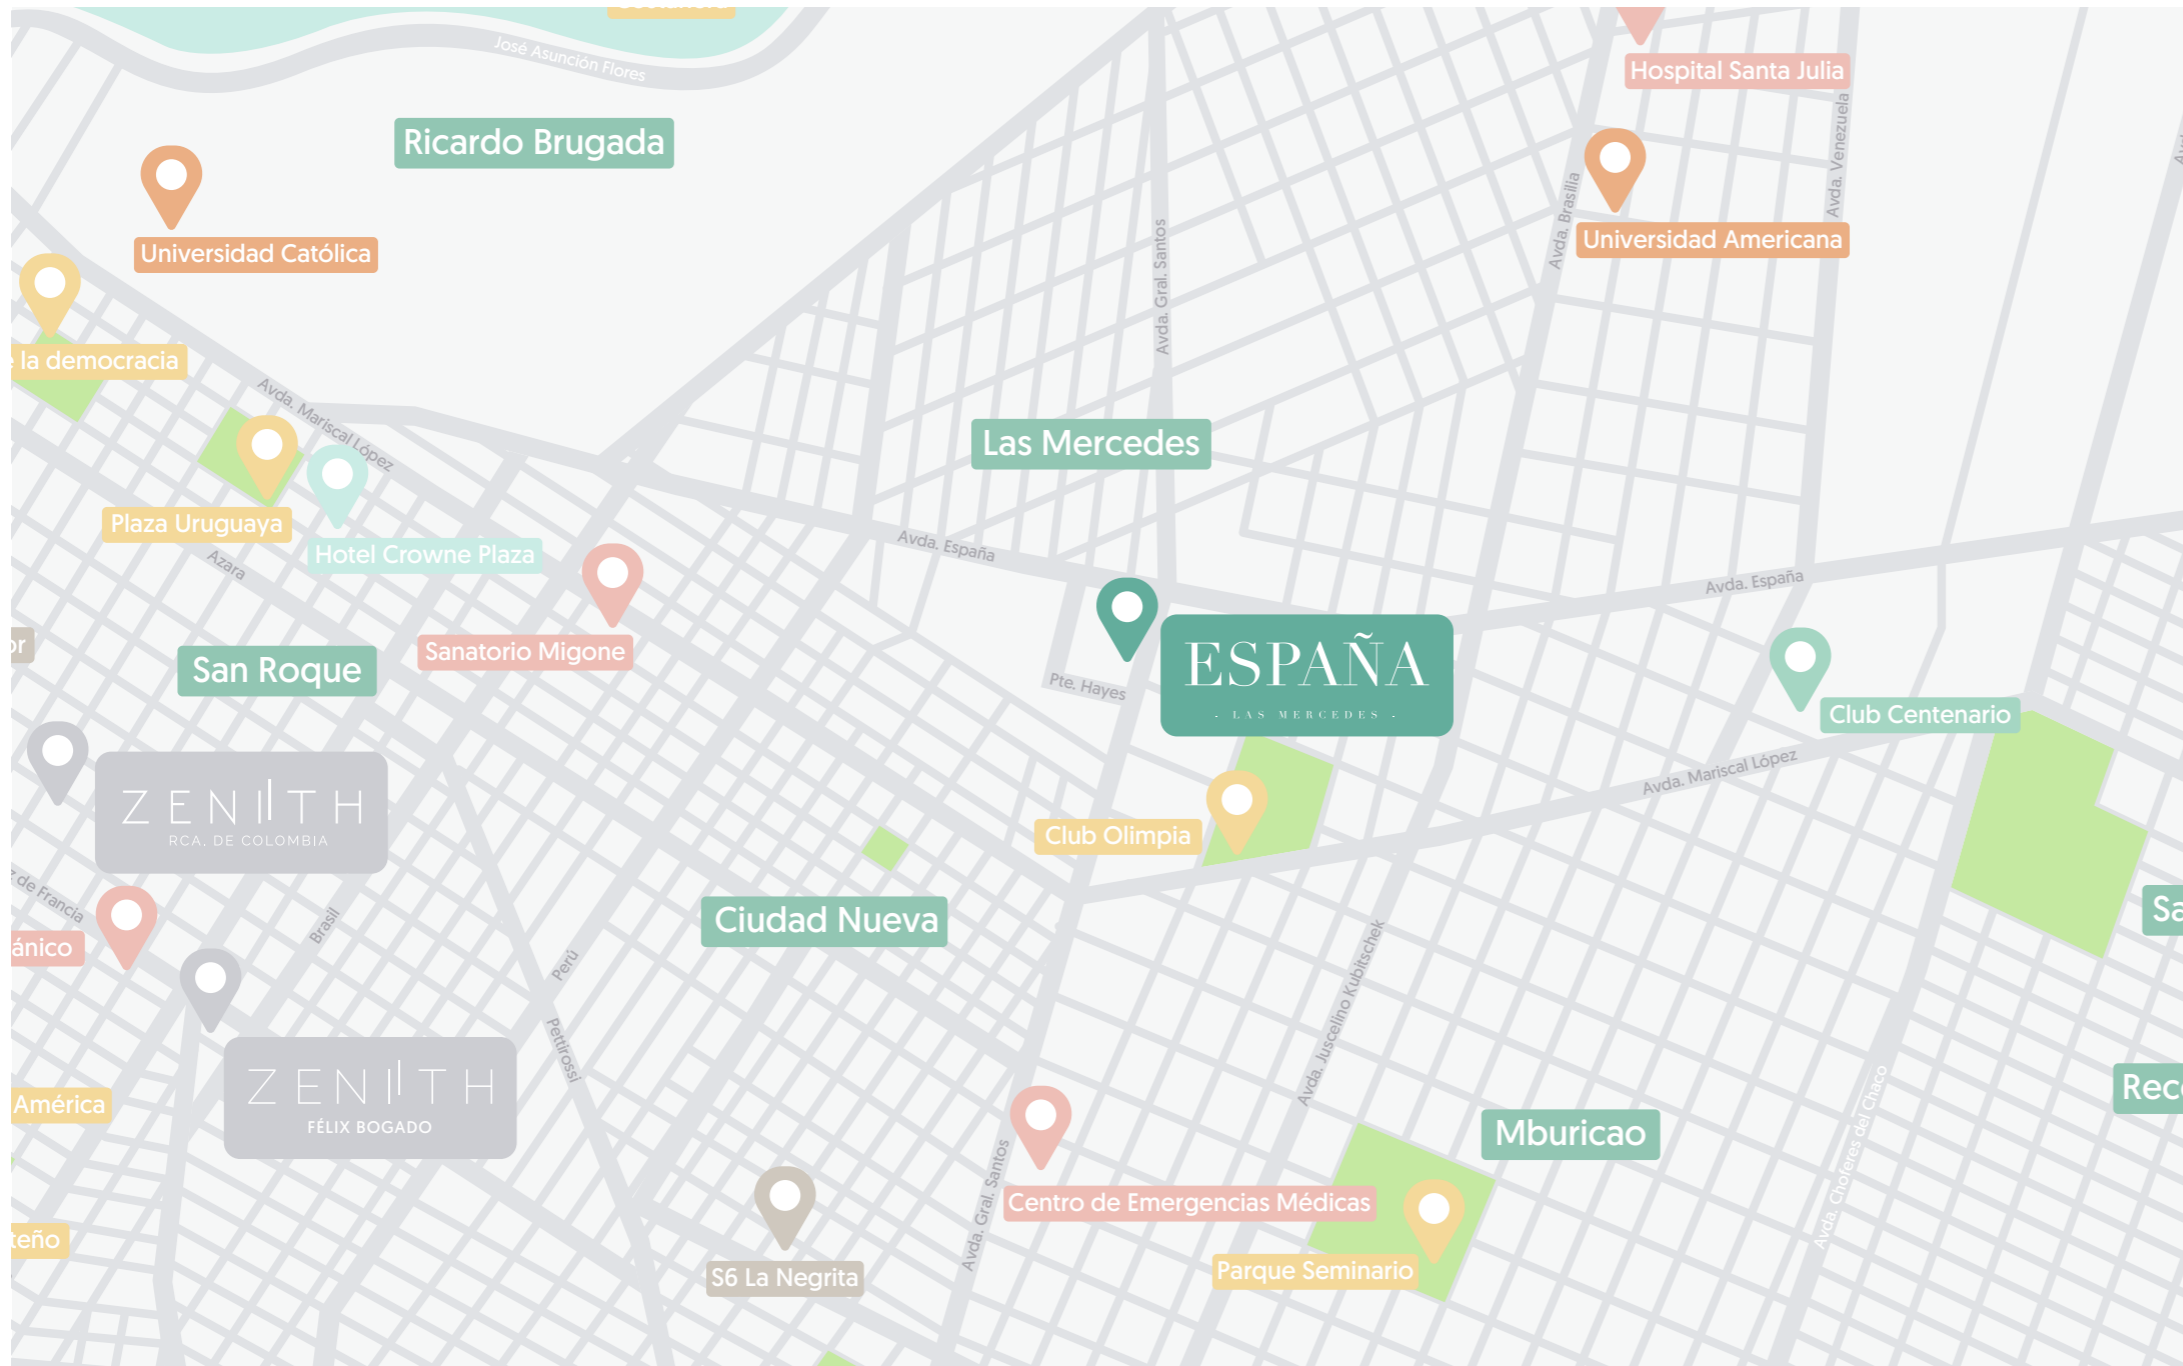 José Asunción Flores
Hospital Santa Julia
Ricardo Brugada
Avda. Venezuela
Avda. Brasilia
Universidad Católica
Universidad Americana
Avda. Gral. Santos
la democracia
Avda. Mariscal López
Las Mercedes
Plaza Uruguaya
Hotel Crowne Plaza
Azara
Avda. España
Avda. España
Sanatorio Migone
San Roque
Pte. Hayes
ESPAÑA
- LAS MERCEDES -
Club Centenario
Avda. Mariscal López
ZENIITH
RCA. DE COLOMBIA
Club Olimpia
de Francia
Brasil
Ciudad Nueva
ánico
Perú
Avda. Juscelino Kubitschek
Pettirossi
ZENIITH
FÉLIX BOGADO
América
Mburicao
Avda. Choferes del Chaco
Avda. Gral. Santos
Centro de Emergencias Médicas
teño
S6 La Negrita
Parque Seminario